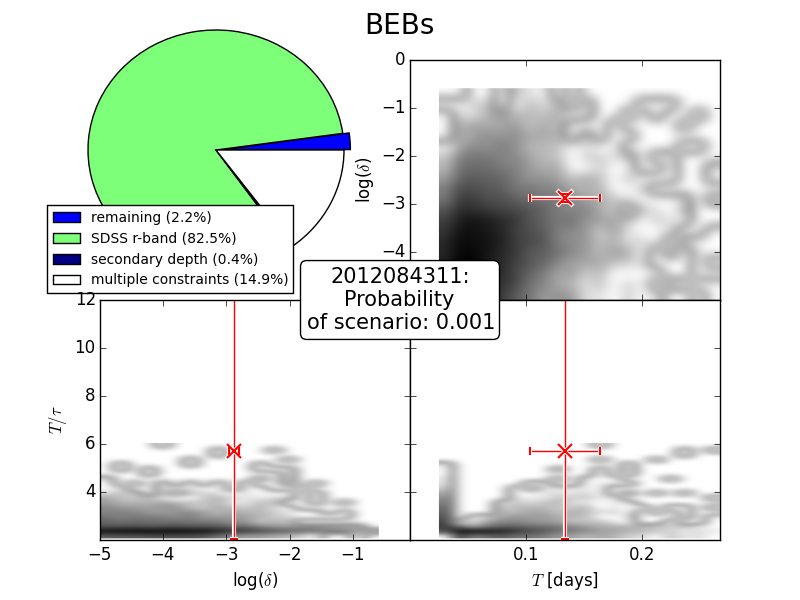 BEBs
remaining (2.2%)
SDSS r-band (82.5%)
secondary depth (0.4%)
multiple constraints (14.9%)
0
−1
−2
−3
−4
log(δ)
2012084311:
Probability
of scenario: 0.001
12
10
8
6
4
T/τ
−5 −4 −3 −2 −1
log(δ)
0.1 0.2
T [days]